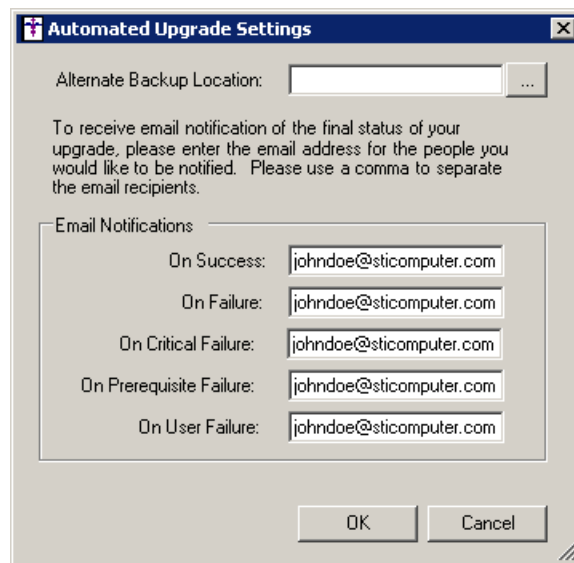 Automated Upgrade Settings
Alternate Backup Location:
...
To receive email notification of the final status of your
upgrade, please enter the email address for the people you
would like to be notified.  Please use a comma to separate
the email recipients.
Email Notifications
On Success: johndoe@sticomputer.com
On Failure: johndoe@sticomputer.com
On Critical Failure: johndoe@sticomputer.com
On Prerequisite Failure: johndoe@sticomputer.com
On User Failure: johndoe@sticomputer.com
OK Cancel